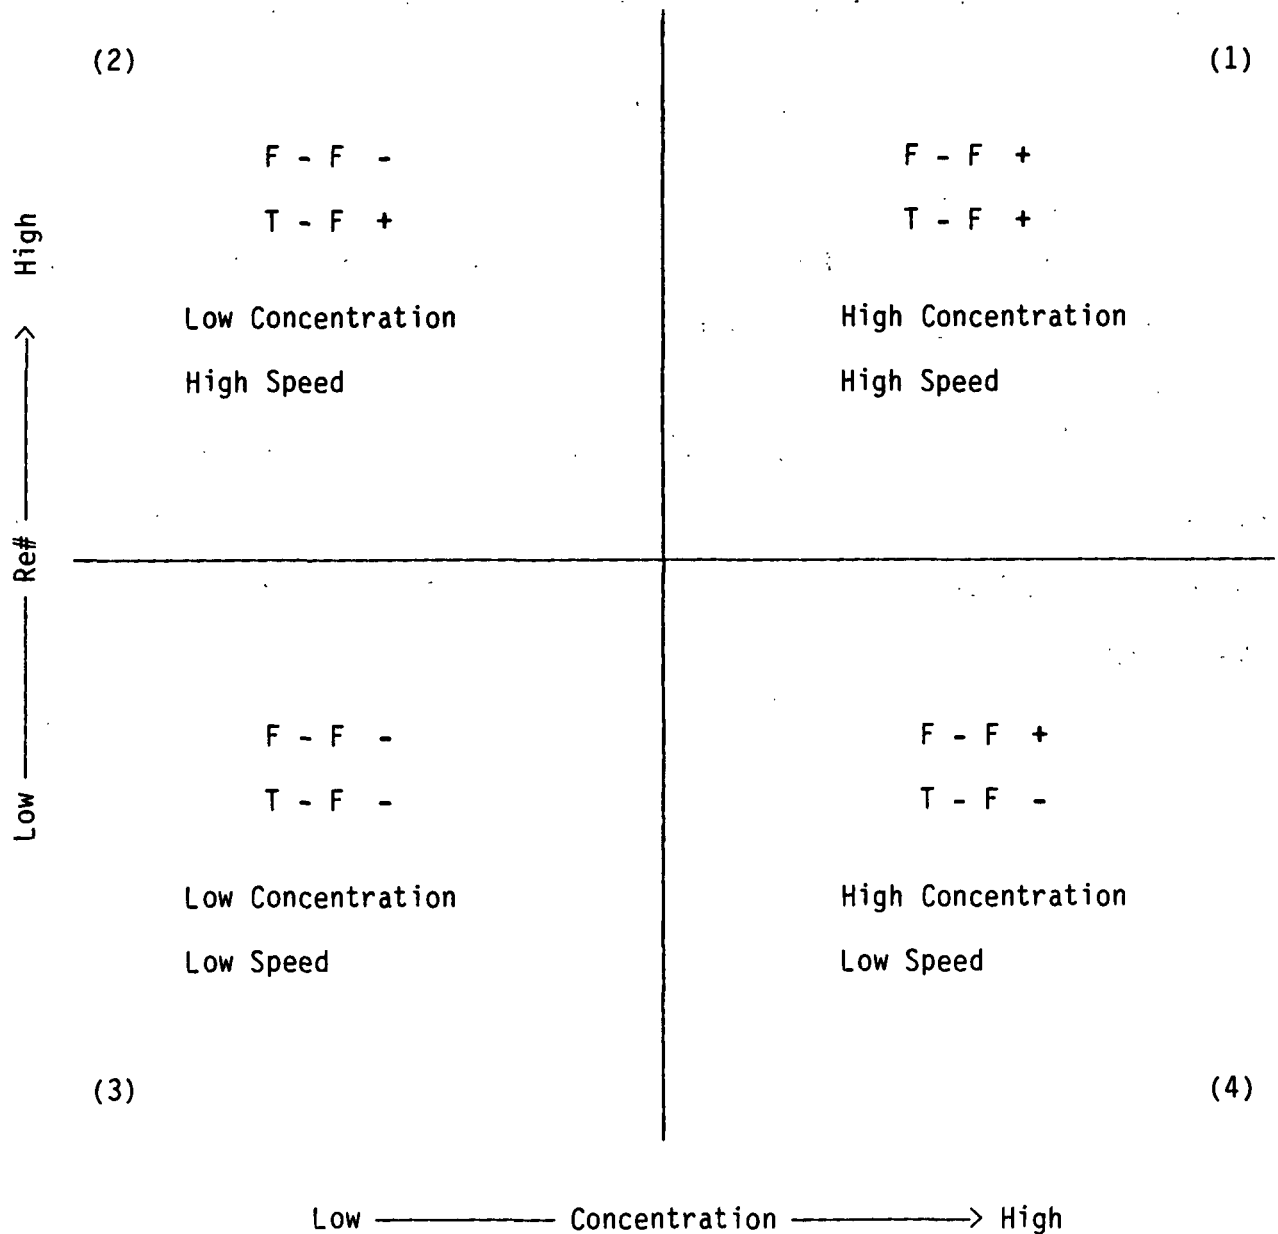 (2)
F - F -
T - F +
Low Concentration
High Speed
(1)
F - F +
T - F +
High Concentration
High Speed
Low Re# High
F - F -
T - F -
Low Concentration
Low Speed
(3)
F - F +
T - F -
High Concentration
Low Speed
(4)
Low Concentration High